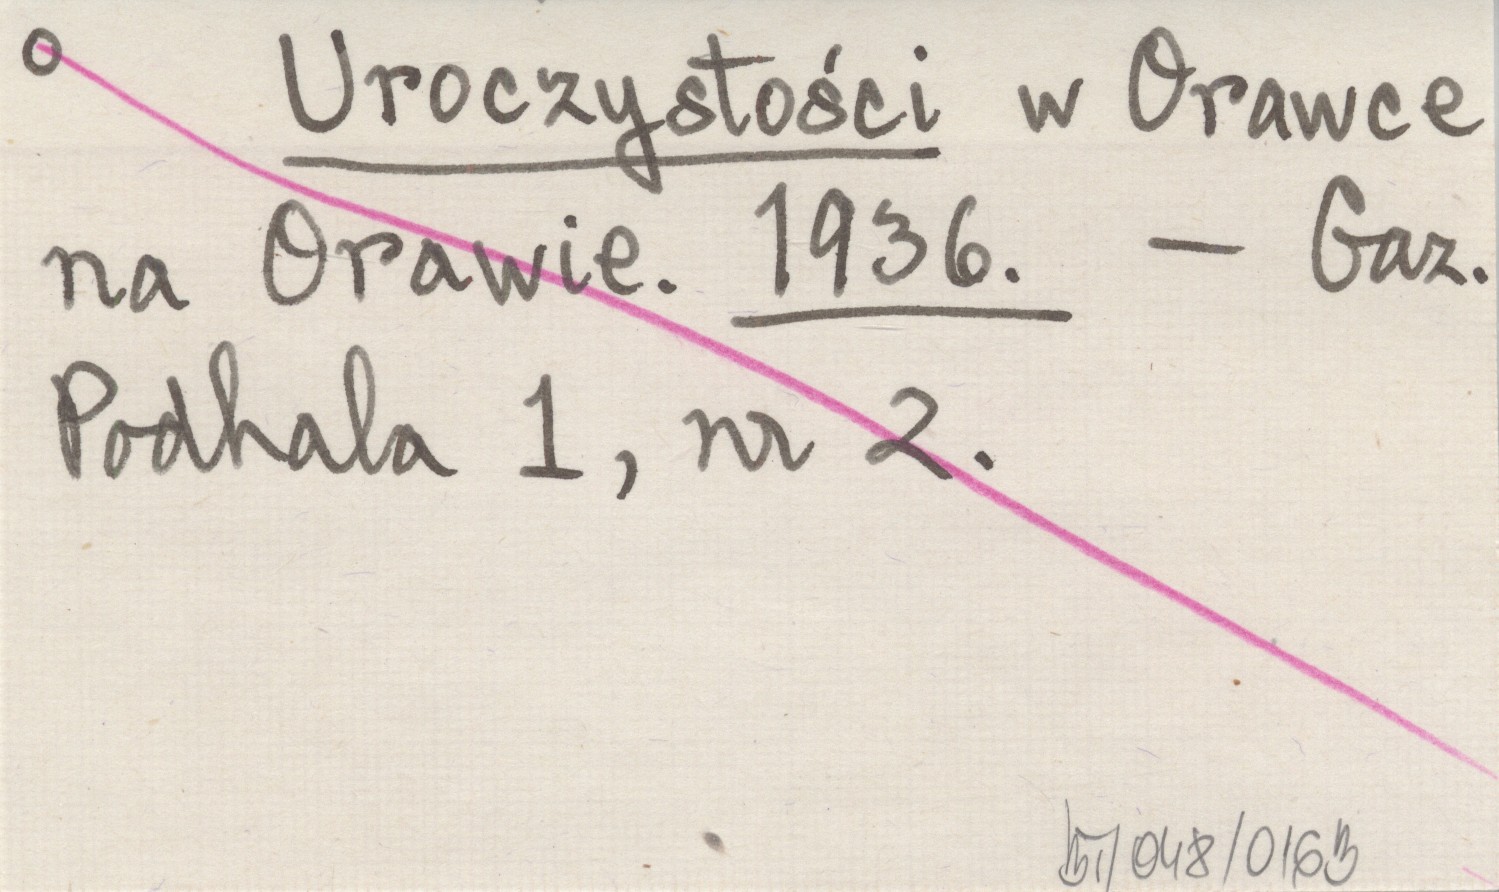 o Uroczystości w Orawce
na Orawie. 1936. — Gaz.
Podhala 1, nr 2.